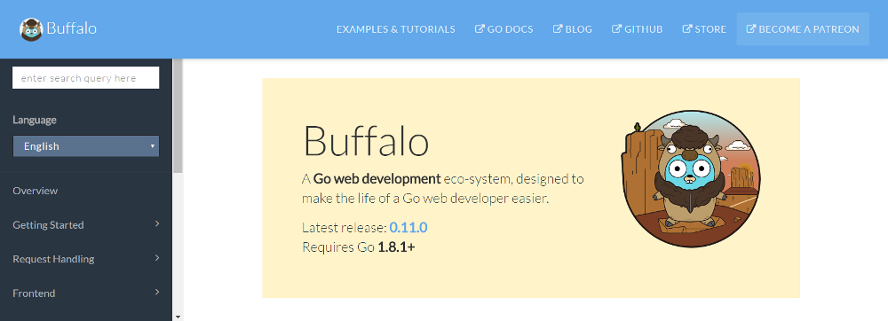 Buffalo
EXAMPLES & TUTORIALS GO DOCS BLOG GITHUB STORE BECOME A PATREON
enter search query here
Language
English
Overview
Getting Started
Request Handling
Frontend
Buffalo
A Go web development eco-system, designed to
make the life of a Go web developer easier.
Latest release: 0.11.0
Requires Go 1.8.1+